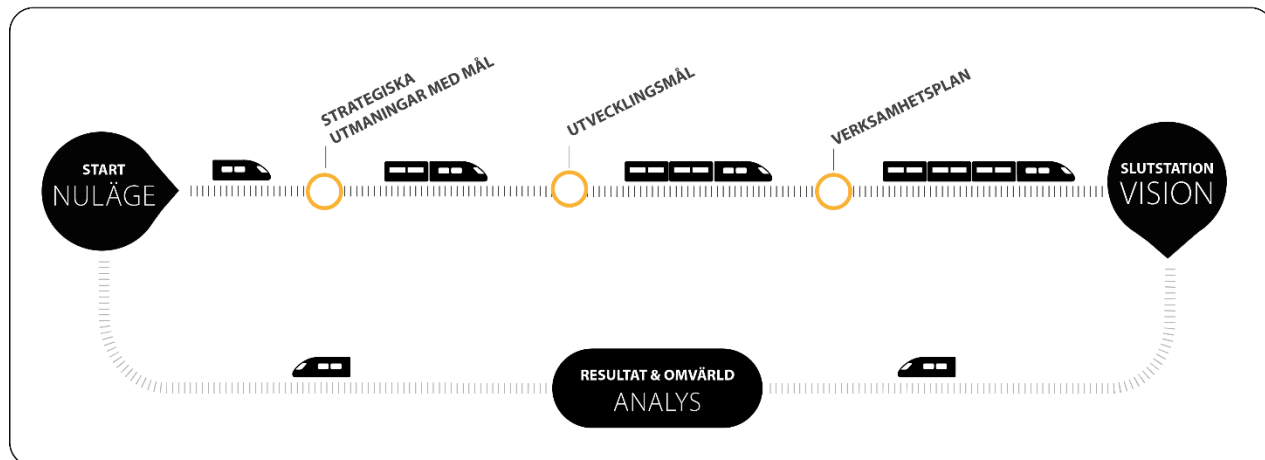 START
NULÄGE
STRATEGISKA
UTMANINGAR MED MÅL
UTVECKLINGSMÅL
VERKSAMHETSPLAN
SLUTSTATION
VISION
RESULTAT & OMVÄRLD
ANALYS